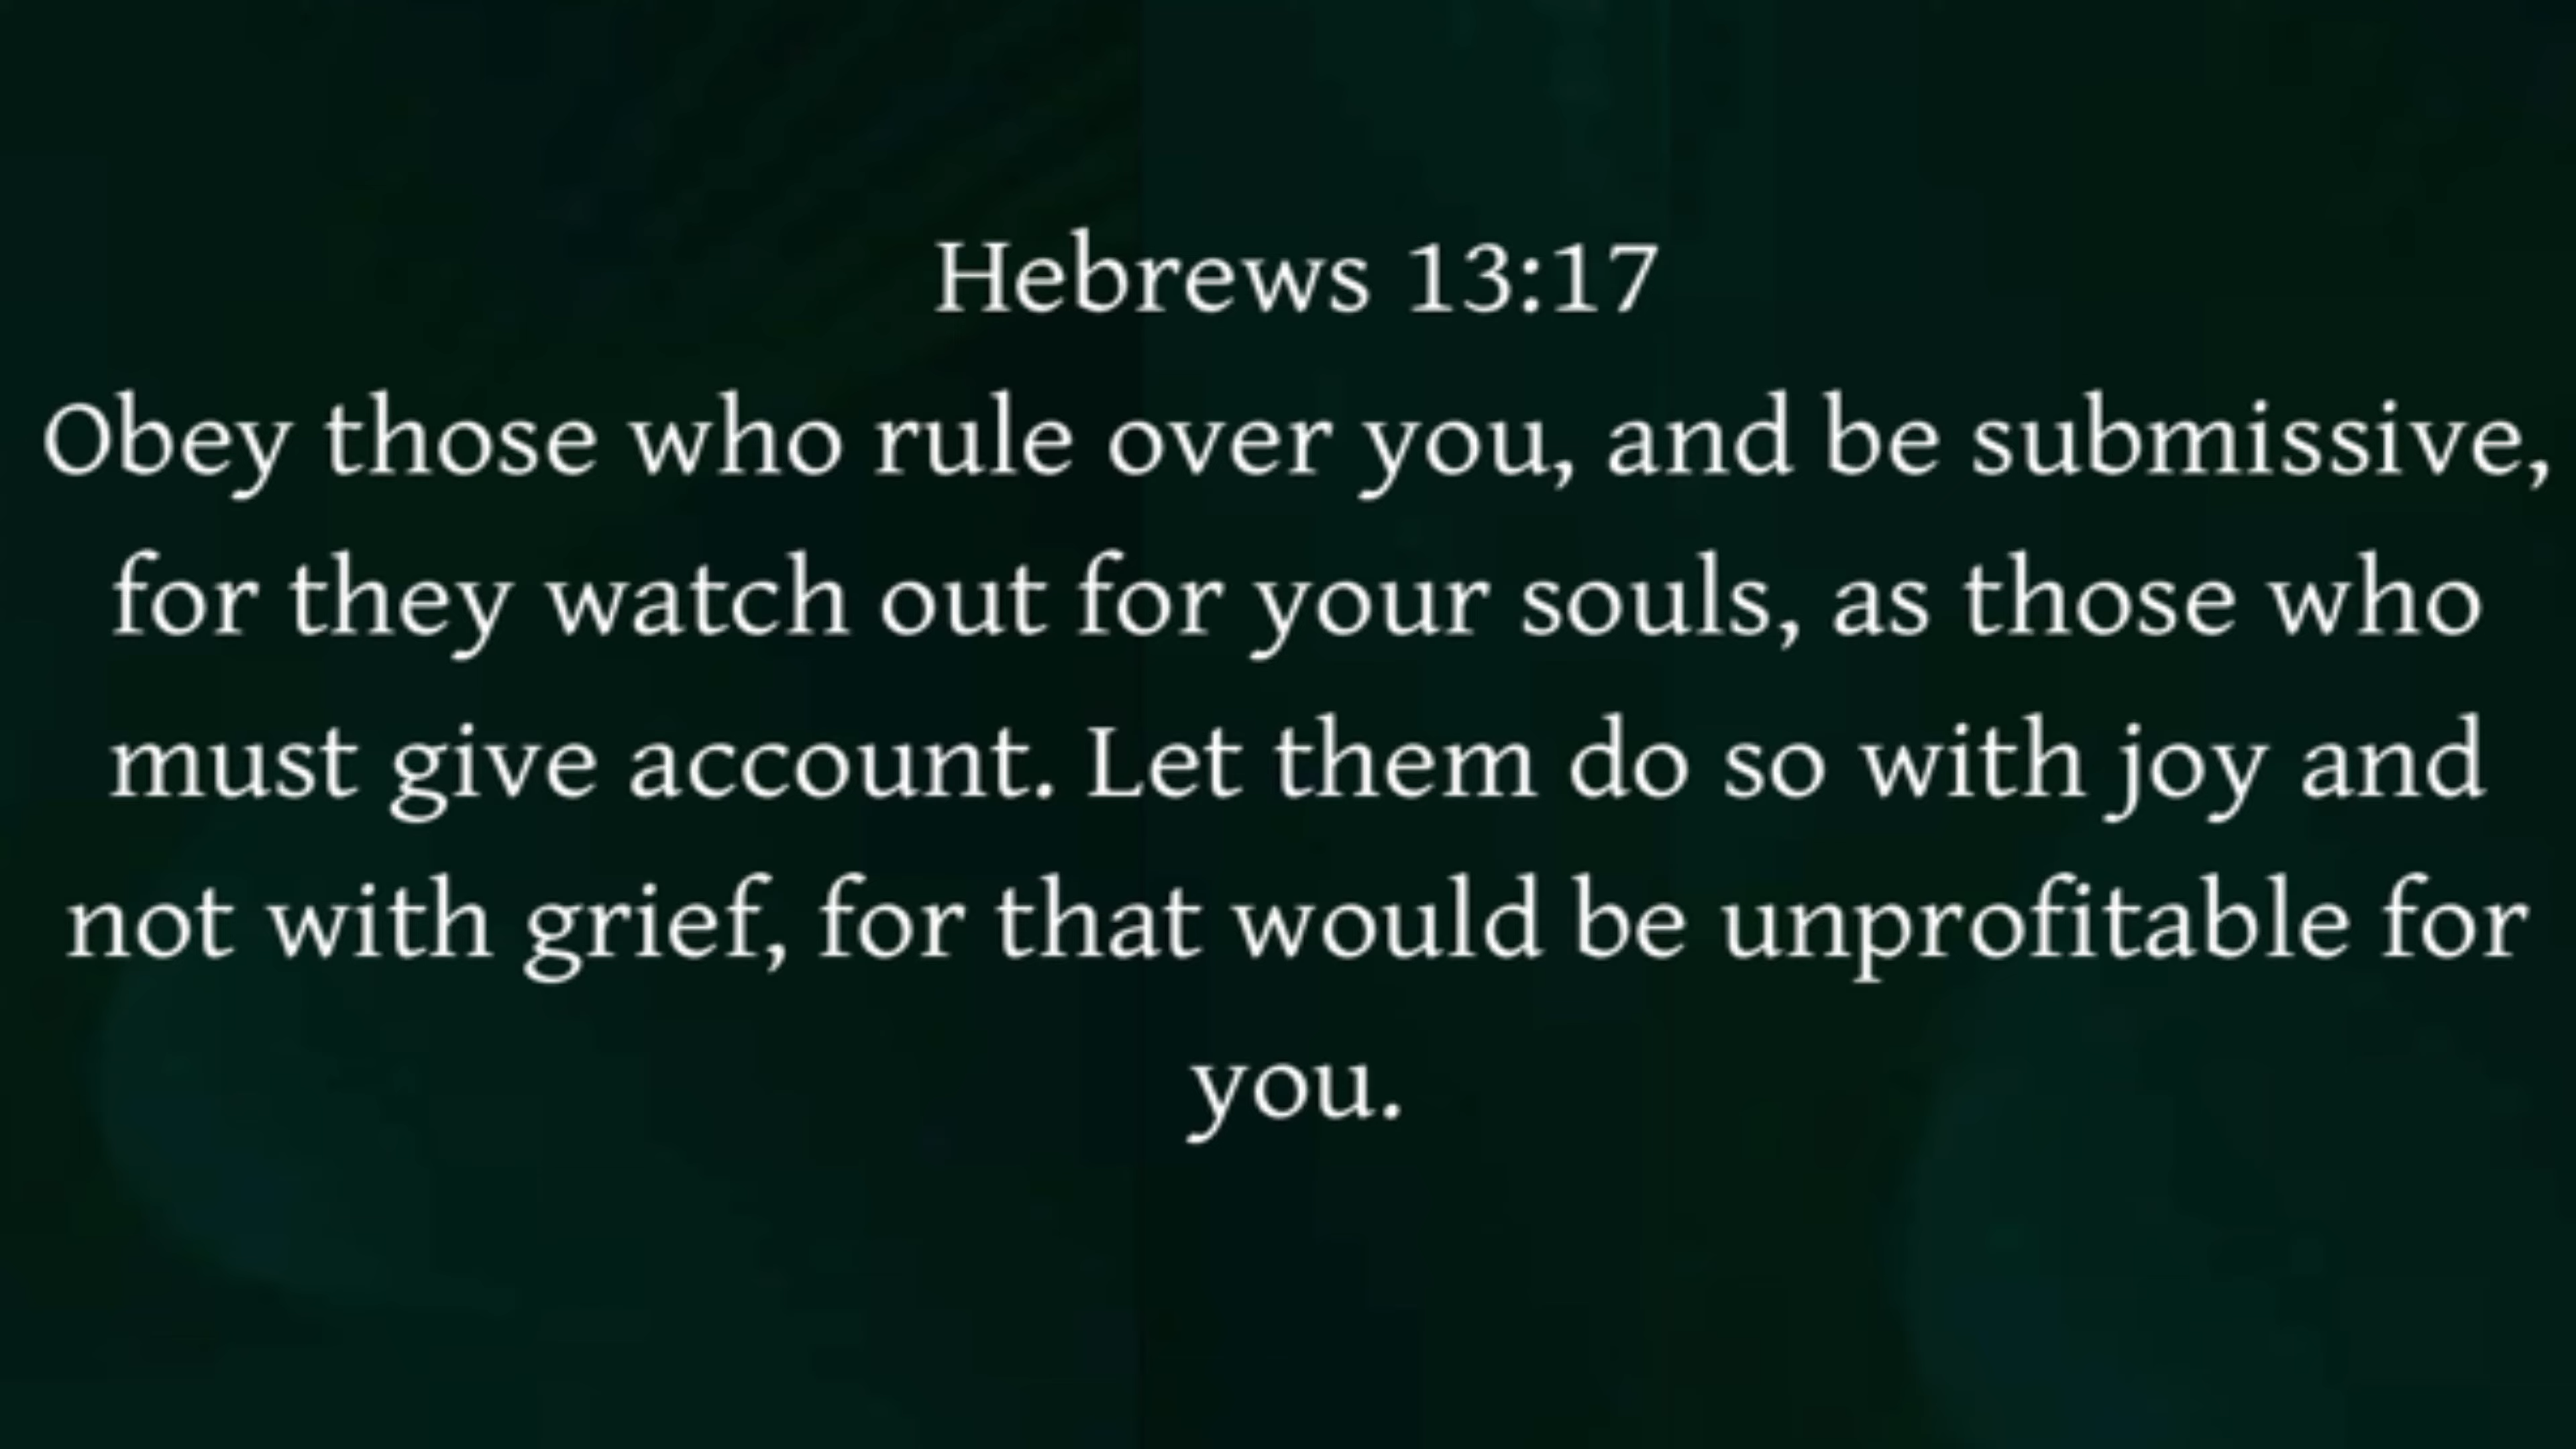 Hebrews 13:17
Obey those who rule over you, and be submissive,
for they watch out for your souls, as those who
must give account. Let them do so with joy and
not with grief, for that would be unprofitable for
you.